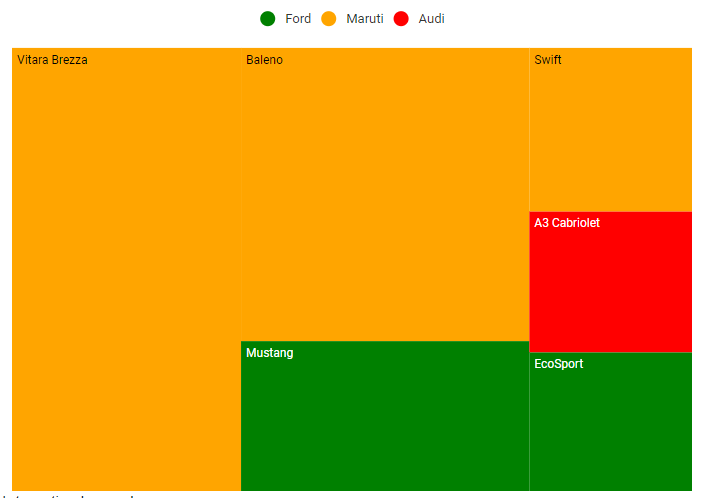 Ford Maruti Audi
Vitara Brezza
Baleno
Swift
A3 Cabriolet
Mustang
EcoSport